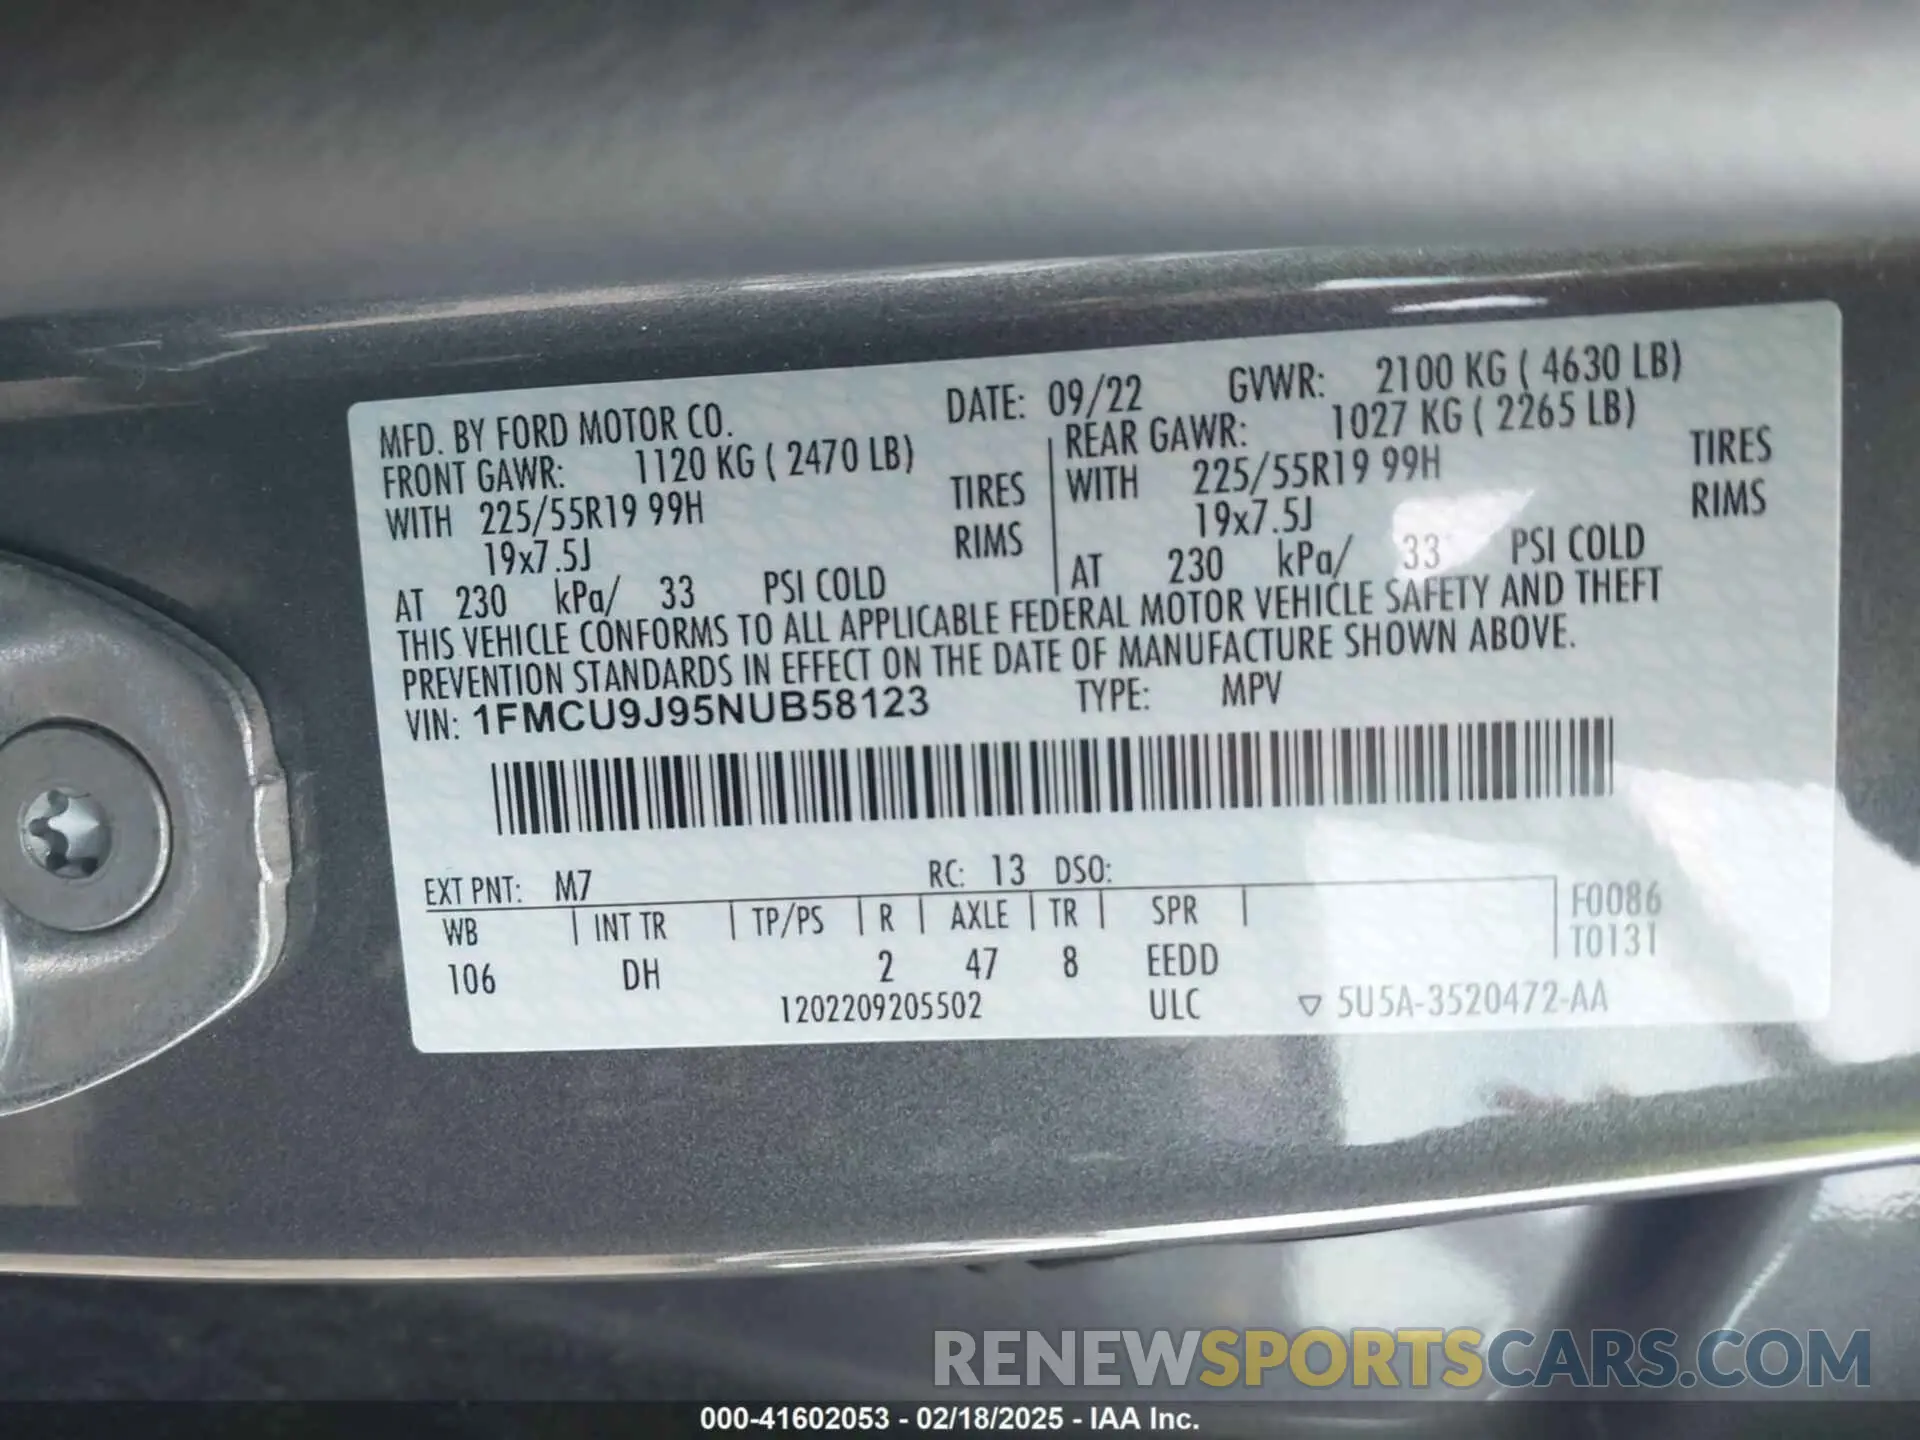 MFD. BY FORD MOTOR CO. DATE: 09/22 GVWR: 2100 KG ( 4630 LB)
FRONT GAWR: 1120 KG ( 2470 LB) REAR GAWR: 1027 KG ( 2265 LB)
WITH 225/55R19 99H TIRES WITH 225/55R19 99H TIRES
19x7.5J RIMS 19x7.5J RIMS
AT 230 kPa/ 33 PSI COLD AT 230 kPa/ 33 PSI COLD
THIS VEHICLE CONFORMS TO ALL APPLICABLE FEDERAL MOTOR VEHICLE SAFETY AND THEFT
PREVENTION STANDARDS IN EFFECT ON THE DATE OF MANUFACTURE SHOWN ABOVE.
VIN: 1FMCU9J95NUB58123 TYPE: MPV
EXT PNT: M7 RC: 13 DSO:
WB INT TR TP/PS R AXLE TR SPR F0086
T0131
106 DH 2 47 8 EEDD
1202209205502 ULC ▽ 5U5A-3520472-AA
RENEWSPORTSCARS.COM
000-41602053 - 02/18/2025 - IAA Inc.